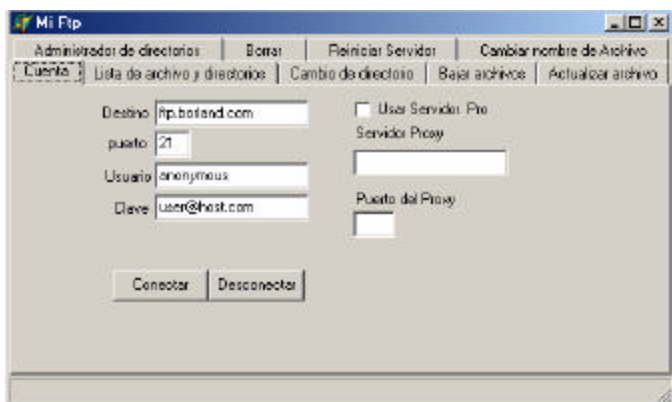 Mi Ftp
Administrador de directorios Borrar Reiniciar Servidor Cambiar nombre de Archivo
Cuenta Lista de archivo y directorios Cambio de directorio Bajar archivos Actualizar archivo
Destino ftp.borland.com
puerto 21
Usuario anonymous
Clave user@host.com
Usar Servidor Pro
Servidor Proxy
Puerto del Proxy
Conectar Desconectar